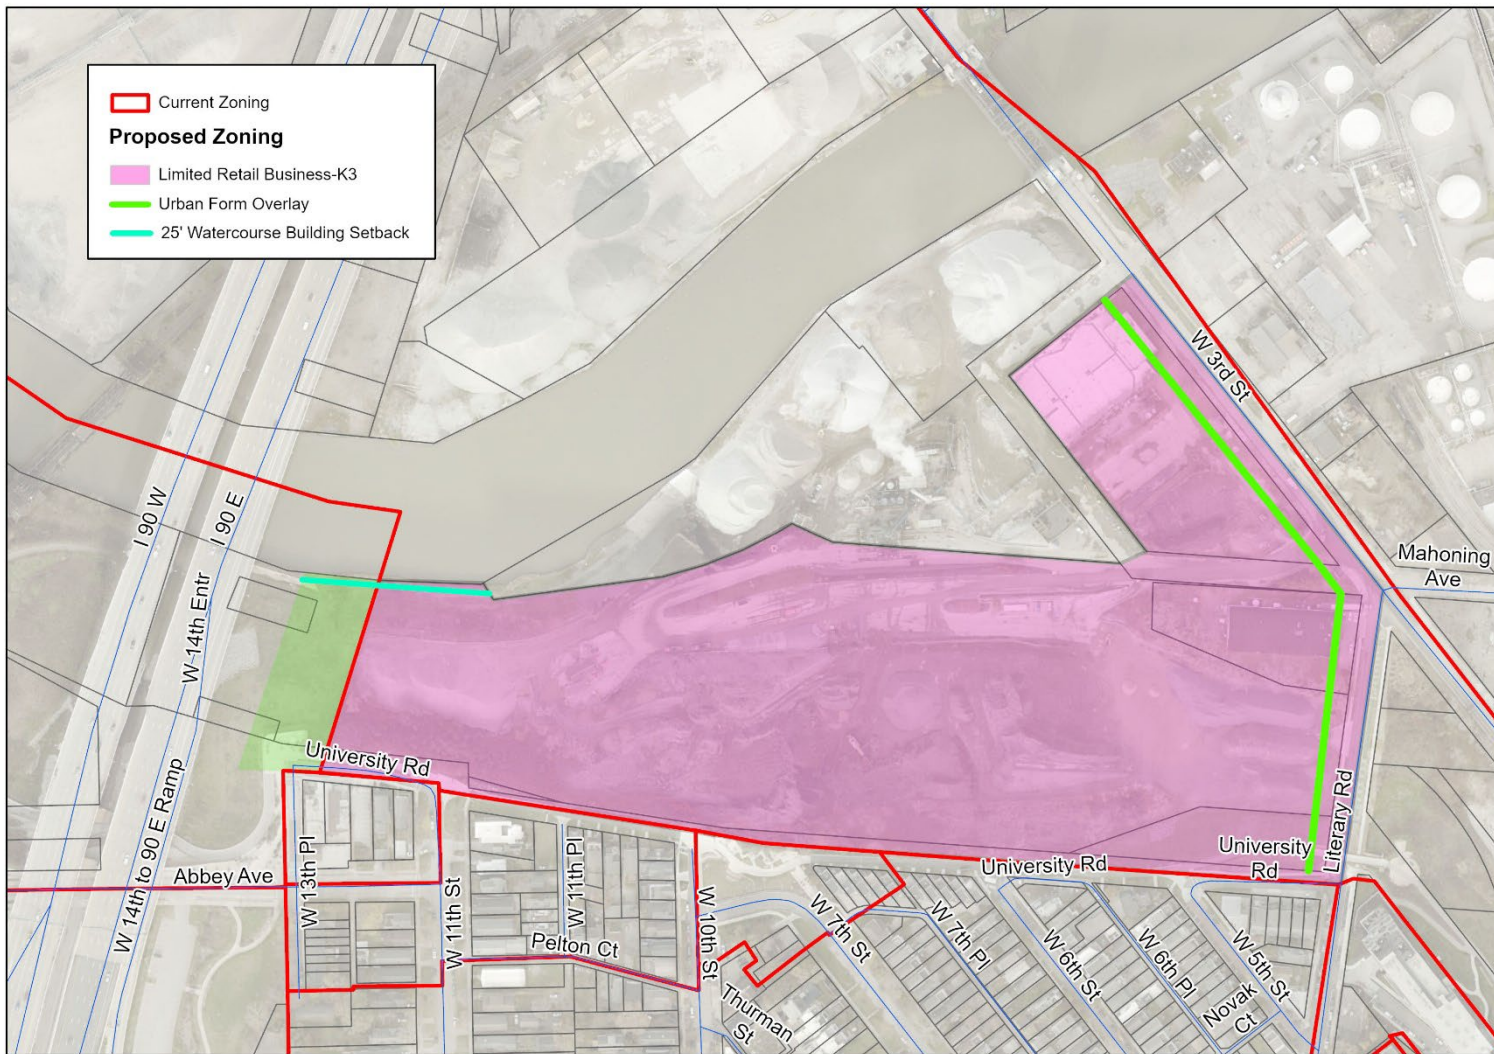 Current Zoning
Proposed Zoning
Limited Retail Business-K3
Urban Form Overlay
25' Watercourse Building Setback
W 3rd St
I 90 W
I 90 E
W 14th Entr
Mahoning
Ave
University Rd
W 14th to 90 E Ramp
Literary Rd
University
Rd
University Rd
Abbey Ave
W 13th Pl
W 11th St
W 11th Pl
Pelton Ct
W 10th St
W 7th St
W 7th Pl
W 6th St
W 6th Pl
W 5th St
Novak
Ct
Thurman
St